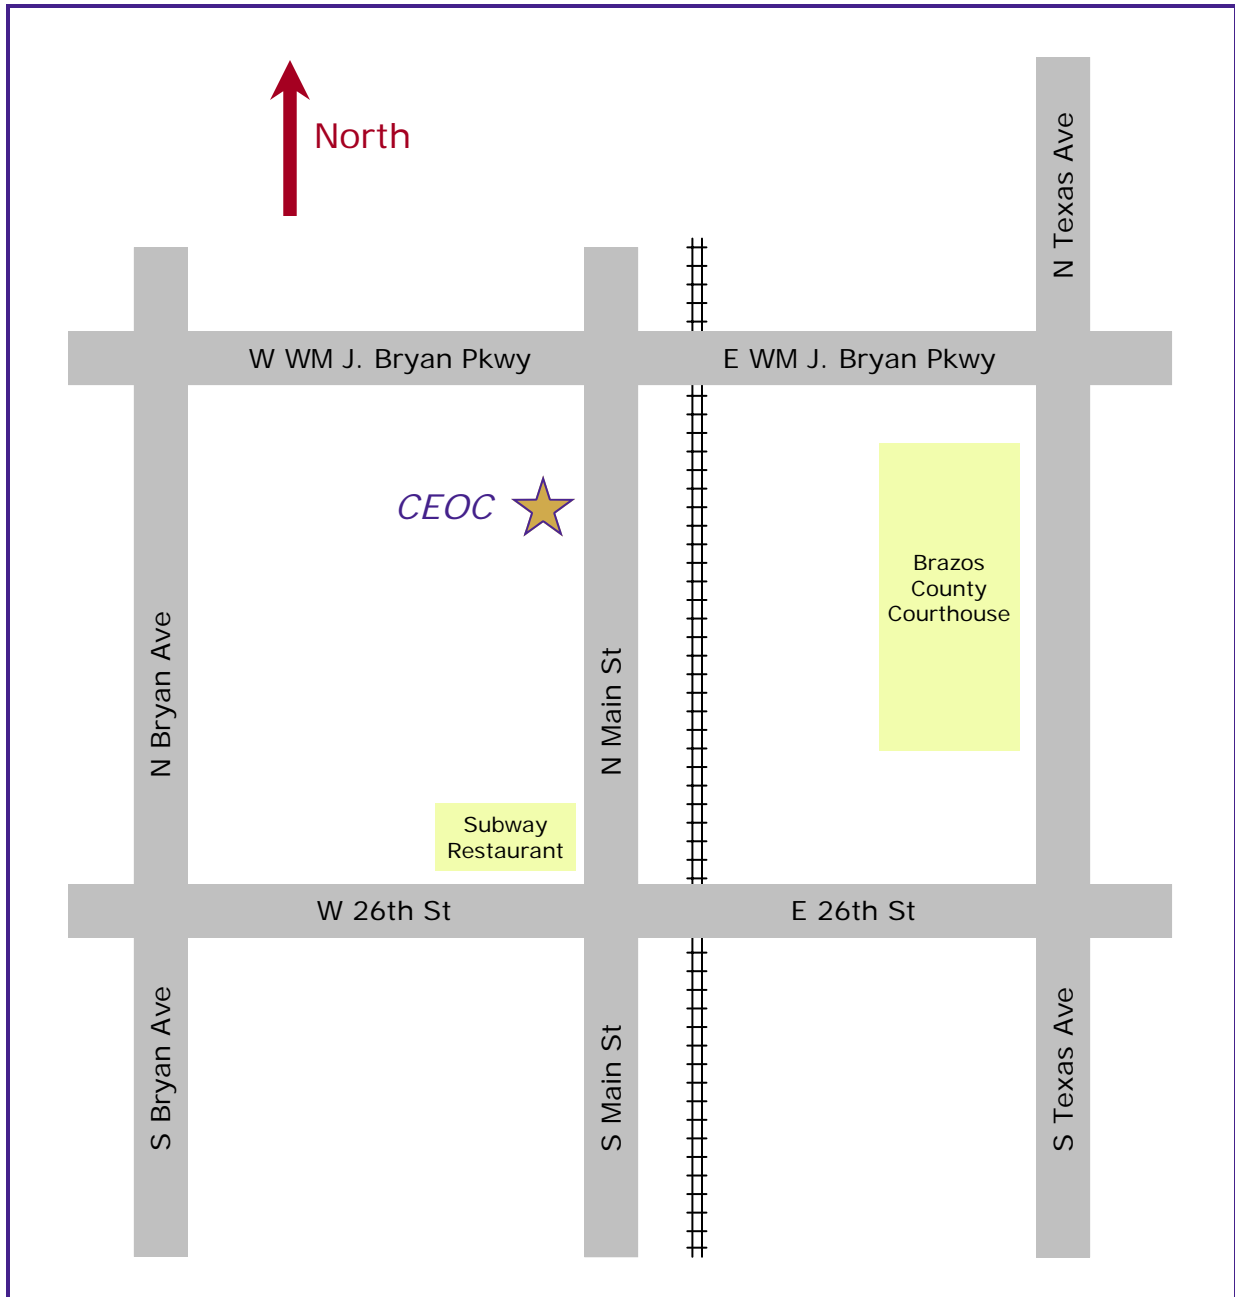 North
N Texas Ave
W WM J. Bryan Pkwy
E WM J. Bryan Pkwy
CEOC
Brazos
County
Courthouse
N Bryan Ave
N Main St
Subway
Restaurant
W 26th St
E 26th St
S Bryan Ave
S Main St
S Texas Ave